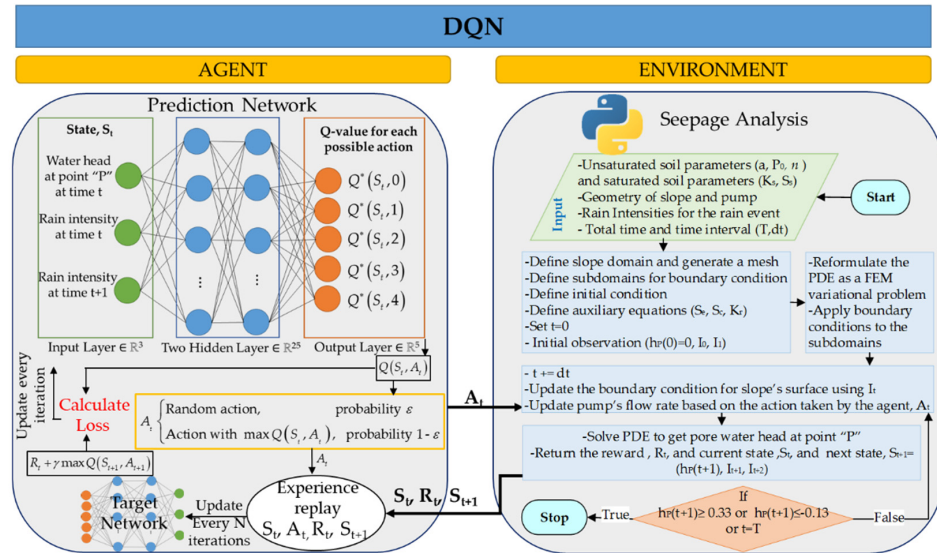 DQN
AGENT
Prediction Network
State, Sₜ
Water head
at point "P"
at time t
Rain intensity
at time t
Rain intensity
at time t+1
Input Layer ∈ ℝ³
Two Hidden Layer ∈ ℝ²⁵
Q-value for each
possible action
Q*(Sₜ,0)
Q*(Sₜ,1)
Q*(Sₜ,2)
Q*(Sₜ,3)
Q*(Sₜ,4)
Output Layer ∈ ℝ⁵
Q(Sₜ,Aₜ)
Update every
iteration
Calculate
Loss
Aₜ { Random action, probability ε
Action with max Q(Sₜ,Aₜ), probability 1 - ε
Rₜ + γ max Q(Sₜ₊₁,Aₜ₊₁)
Aₜ
Target
Network
Update
Every N
iterations
Experience
replay
Sₜ, Aₜ, Rₜ, Sₜ₊₁
Aₜ
Sₜ, Rₜ, Sₜ₊₁
ENVIRONMENT
Seepage Analysis
Input
-Unsaturated soil parameters (a, P₀, n)
and saturated soil parameters (Kₛ, Sₛ)
-Geometry of slope and pump
-Rain Intensities for the rain event
- Total time and time interval (T,dt)
Start
-Define slope domain and generate a mesh
-Define subdomains for boundary condition
-Define initial condition
-Define auxiliary equations (Sₑ, Sᵣ, Kᵣ)
-Set t=0
- Initial observation (hₚ(0)=0, I₀, I₁)
-Reformulate the
PDE as a FEM
variational problem
-Apply boundary
conditions to the
subdomains
- t += dt
-Update the boundary condition for slope's surface using Iₜ
-Update pump's flow rate based on the action taken by the agent, Aₜ
-Solve PDE to get pore water head at point "P"
-Return the reward , Rₜ, and current state ,Sₜ, and next state, Sₜ₊₁=
(hₚ(t+1), Iₜ₊₁, Iₜ₊₂)
If
hₚ(t+1)≥ 0.33 or hₚ(t+1)≤-0.13
or t=T
True
False
Stop